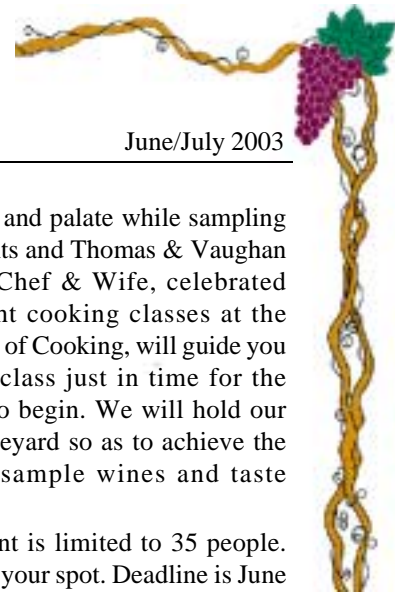 June/July 2003
and palate while sampling
ts and Thomas & Vaughan
Chef & Wife, celebrated
nt cooking classes at the
of Cooking, will guide you
class just in time for the
o begin. We will hold our
eyard so as to achieve the
sample wines and taste
nt is limited to 35 people.
your spot. Deadline is June